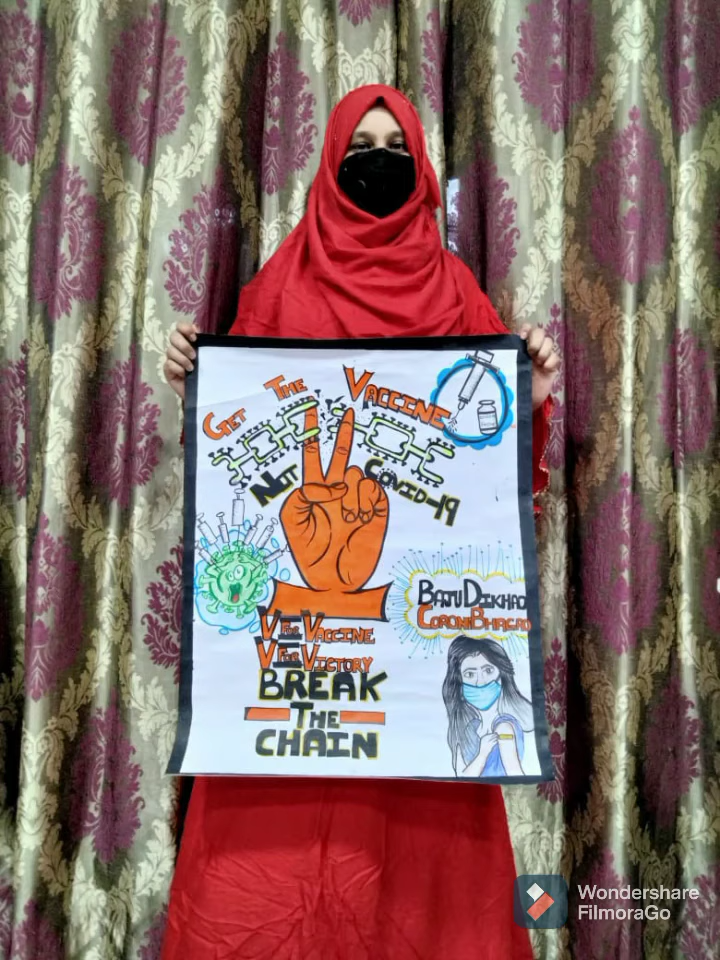 GET THE VACCINE
NOT COVID-19
BAJU DIKHAO
CORONA BHAGAO
V FOR VACCINE
V FOR VICTORY
BREAK
THE
CHAIN
Wondershare
FilmoraGo